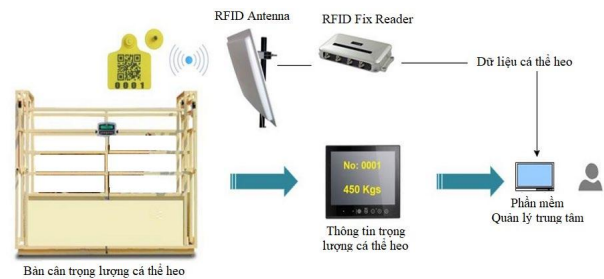 RFID Antenna
RFID Fix Reader
0001
Dữ liệu cá thể heo
No: 0001
450 Kgs
Phần mềm
Quản lý trung tâm
Thông tin trọng
lượng cá thể heo
Bàn cân trọng lượng cá thể heo